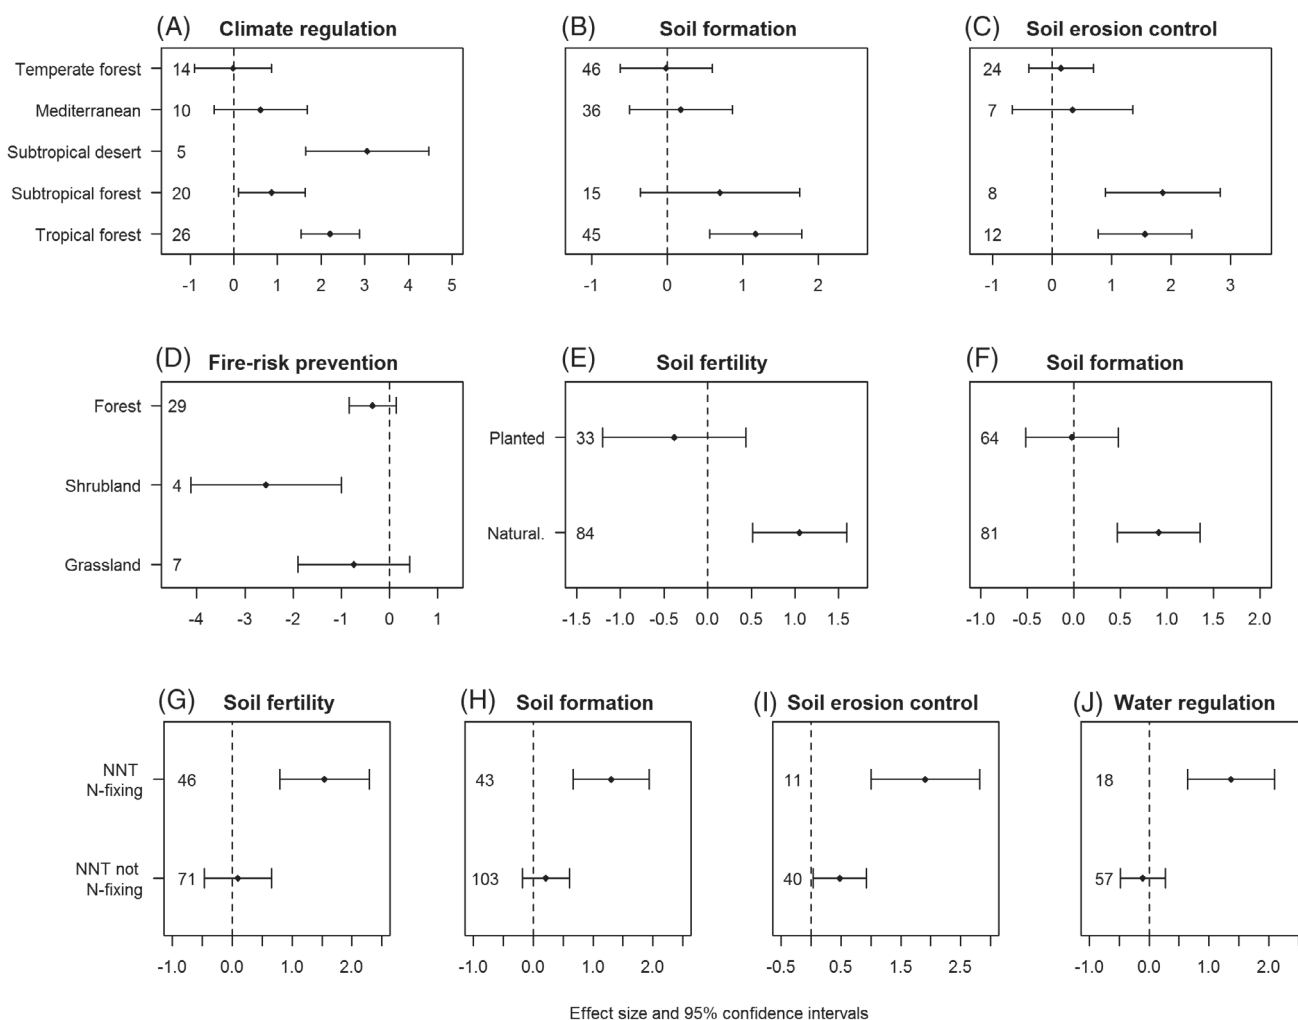 (A) Climate regulation (B) Soil formation (C) Soil erosion control
Temperate forest 14 46 24
Mediterranean 10 36 7
Subtropical desert 5
Subtropical forest 20 15 8
Tropical forest 26 45 12
-1 0 1 2 3 4 5 -1 0 1 2 -1 0 1 2 3
(D) Fire-risk prevention (E) Soil fertility (F) Soil formation
Forest 29
Planted 33 64
Shrubland 4
Natural. 84 81
Grassland 7
-4 -3 -2 -1 0 1 -1.5 -0.5 0.0 0.5 1.0 1.5 -1.0 0.0 0.5 1.0 1.5 2.0
(G) Soil fertility (H) Soil formation (I) Soil erosion control (J) Water regulation
NNT
N-fixing 46 43 11 18
NNT not
N-fixing 71 103 40 57
-1.0 0.0 1.0 2.0 -1.0 0.0 1.0 2.0 -0.5 0.5 1.5 2.5 -1.0 0.0 1.0 2.0
Effect size and 95% confidence intervals